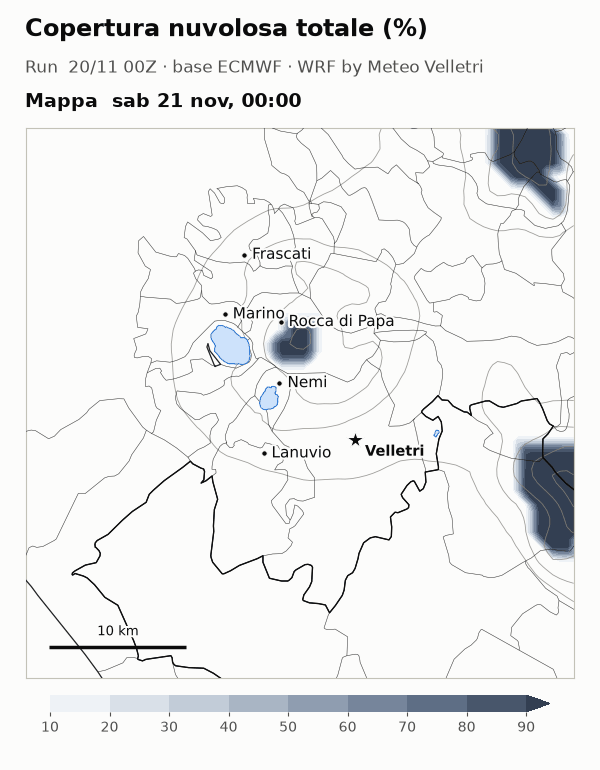 Copertura nuvolosa totale (%)
Run  20/11 00Z · base ECMWF · WRF by Meteo Velletri
Mappa  sab 21 nov, 00:00
Frascati
Marino
Rocca di Papa
Nemi
Velletri
Lanuvio
10 km
10 20 30 40 50 60 70 80 90